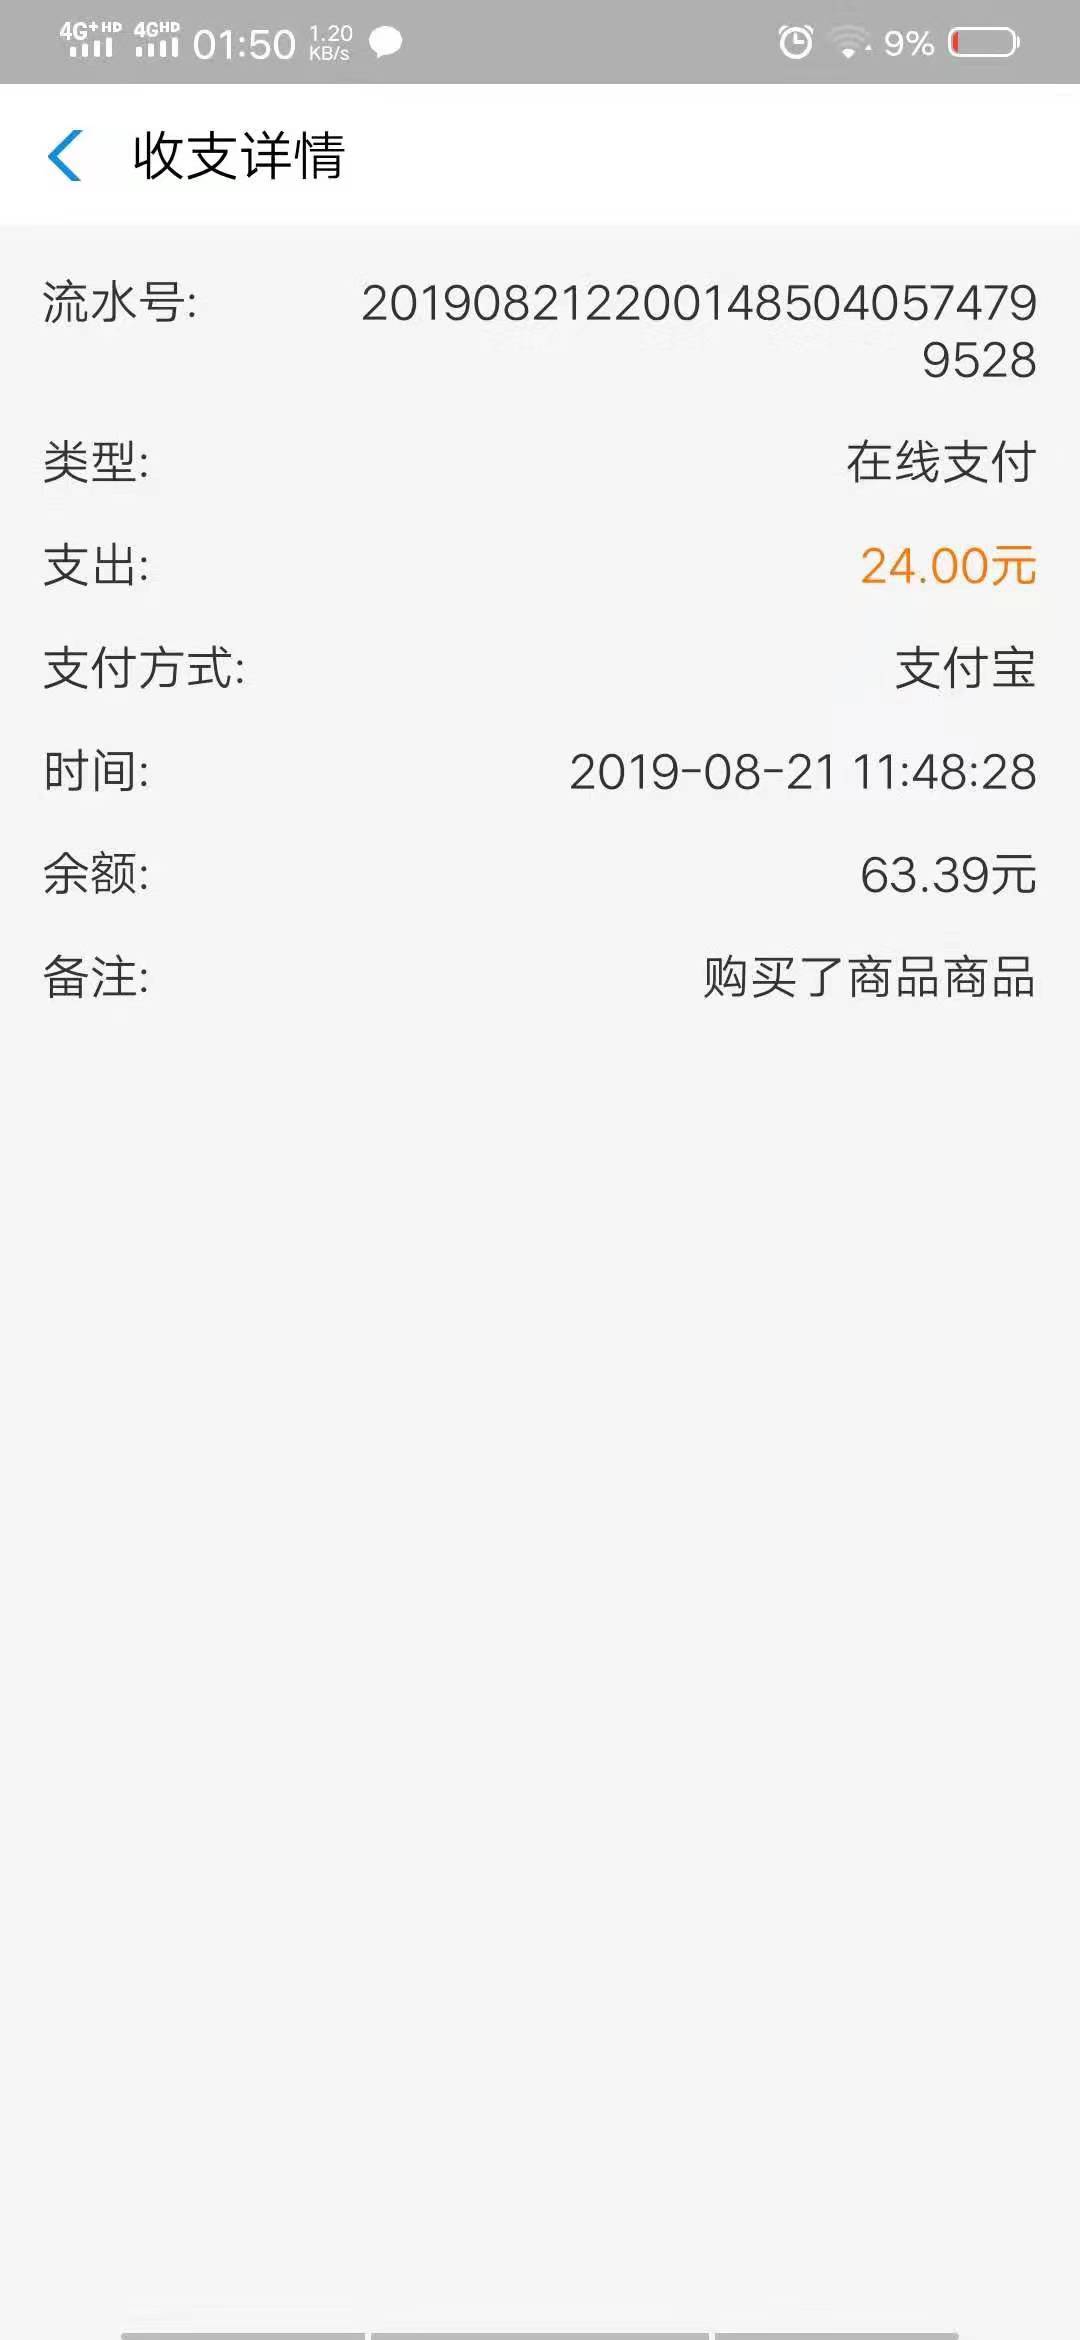 4G+HD 4GHD 01:50 1.20 KB/s 9%
收支详情
流水号: 201908212200148504057479
9528
类型: 在线支付
支出: 24.00元
支付方式: 支付宝
时间: 2019-08-21 11:48:28
余额: 63.39元
备注: 购买了商品商品